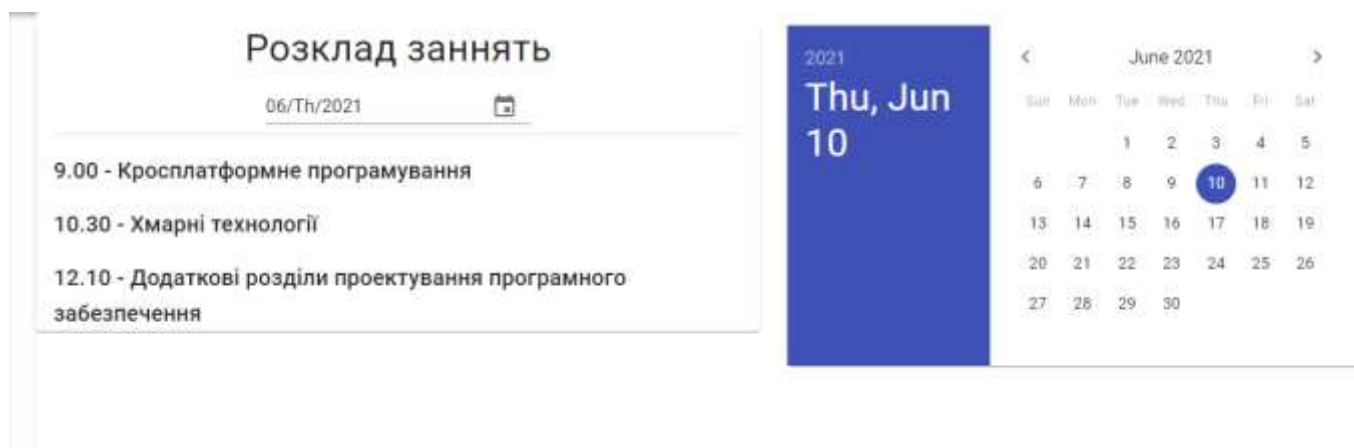 Розклад заннять
06/Th/2021
9.00 - Кросплатформне програмування
10.30 - Хмарні технології
12.10 - Додаткові розділи проектування програмного
забезпечення
2021
Thu, Jun
10
June 2021
Sun Mon Tue Wed Thu Fri Sat
1 2 3 4 5
6 7 8 9 10 11 12
13 14 15 16 17 18 19
20 21 22 23 24 25 26
27 28 29 30